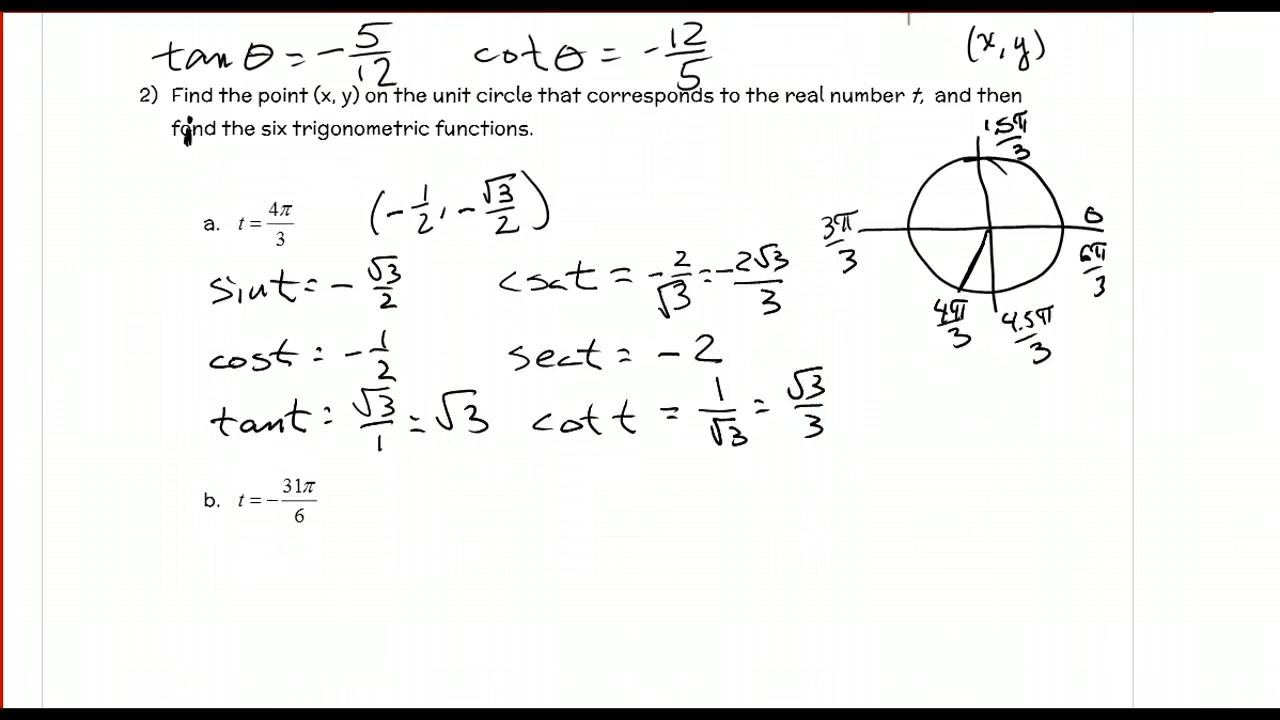 tan θ = -5/12 cot θ = -12/5 (x, y)
2) Find the point (x, y) on the unit circle that corresponds to the real number t, and then
find the six trigonometric functions.
1.5π/3
a. t = 4π/3 (-1/2, -√3/2)
3π/3 0
6π/3
sin t = -√3/2 csc t = -2/√3 = -2√3/3
4π/3 4.5π/3
cos t = -1/2 sec t = -2
tan t = √3/1 = √3 cot t = 1/√3 = √3/3
b. t = -31π/6